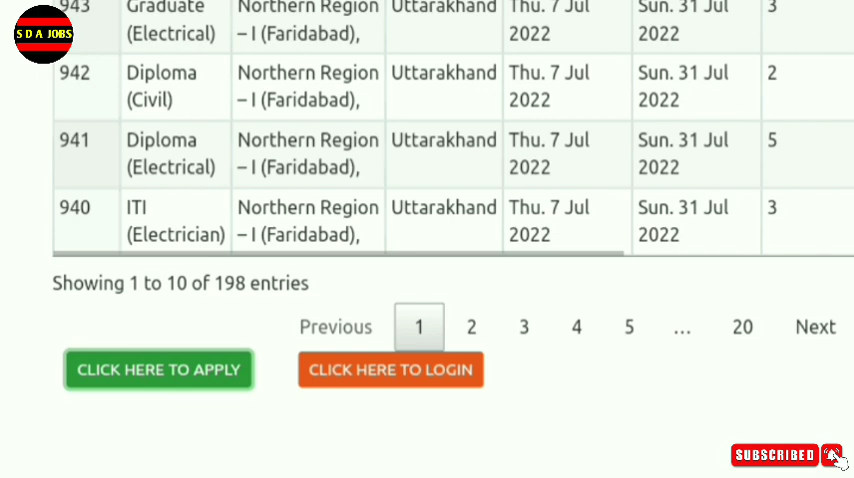 S D A JOBS
943 Graduate Northern Region Uttarakhand Thu. 7 Jul Sun. 31 Jul 3
(Electrical) – I (Faridabad), 2022 2022
942 Diploma Northern Region Uttarakhand Thu. 7 Jul Sun. 31 Jul 2
(Civil) – I (Faridabad), 2022 2022
941 Diploma Northern Region Uttarakhand Thu. 7 Jul Sun. 31 Jul 5
(Electrical) – I (Faridabad), 2022 2022
940 ITI Northern Region Uttarakhand Thu. 7 Jul Sun. 31 Jul 3
(Electrician) – I (Faridabad), 2022 2022
Showing 1 to 10 of 198 entries
Previous 1 2 3 4 5 ... 20 Next
CLICK HERE TO APPLY CLICK HERE TO LOGIN
SUBSCRIBED